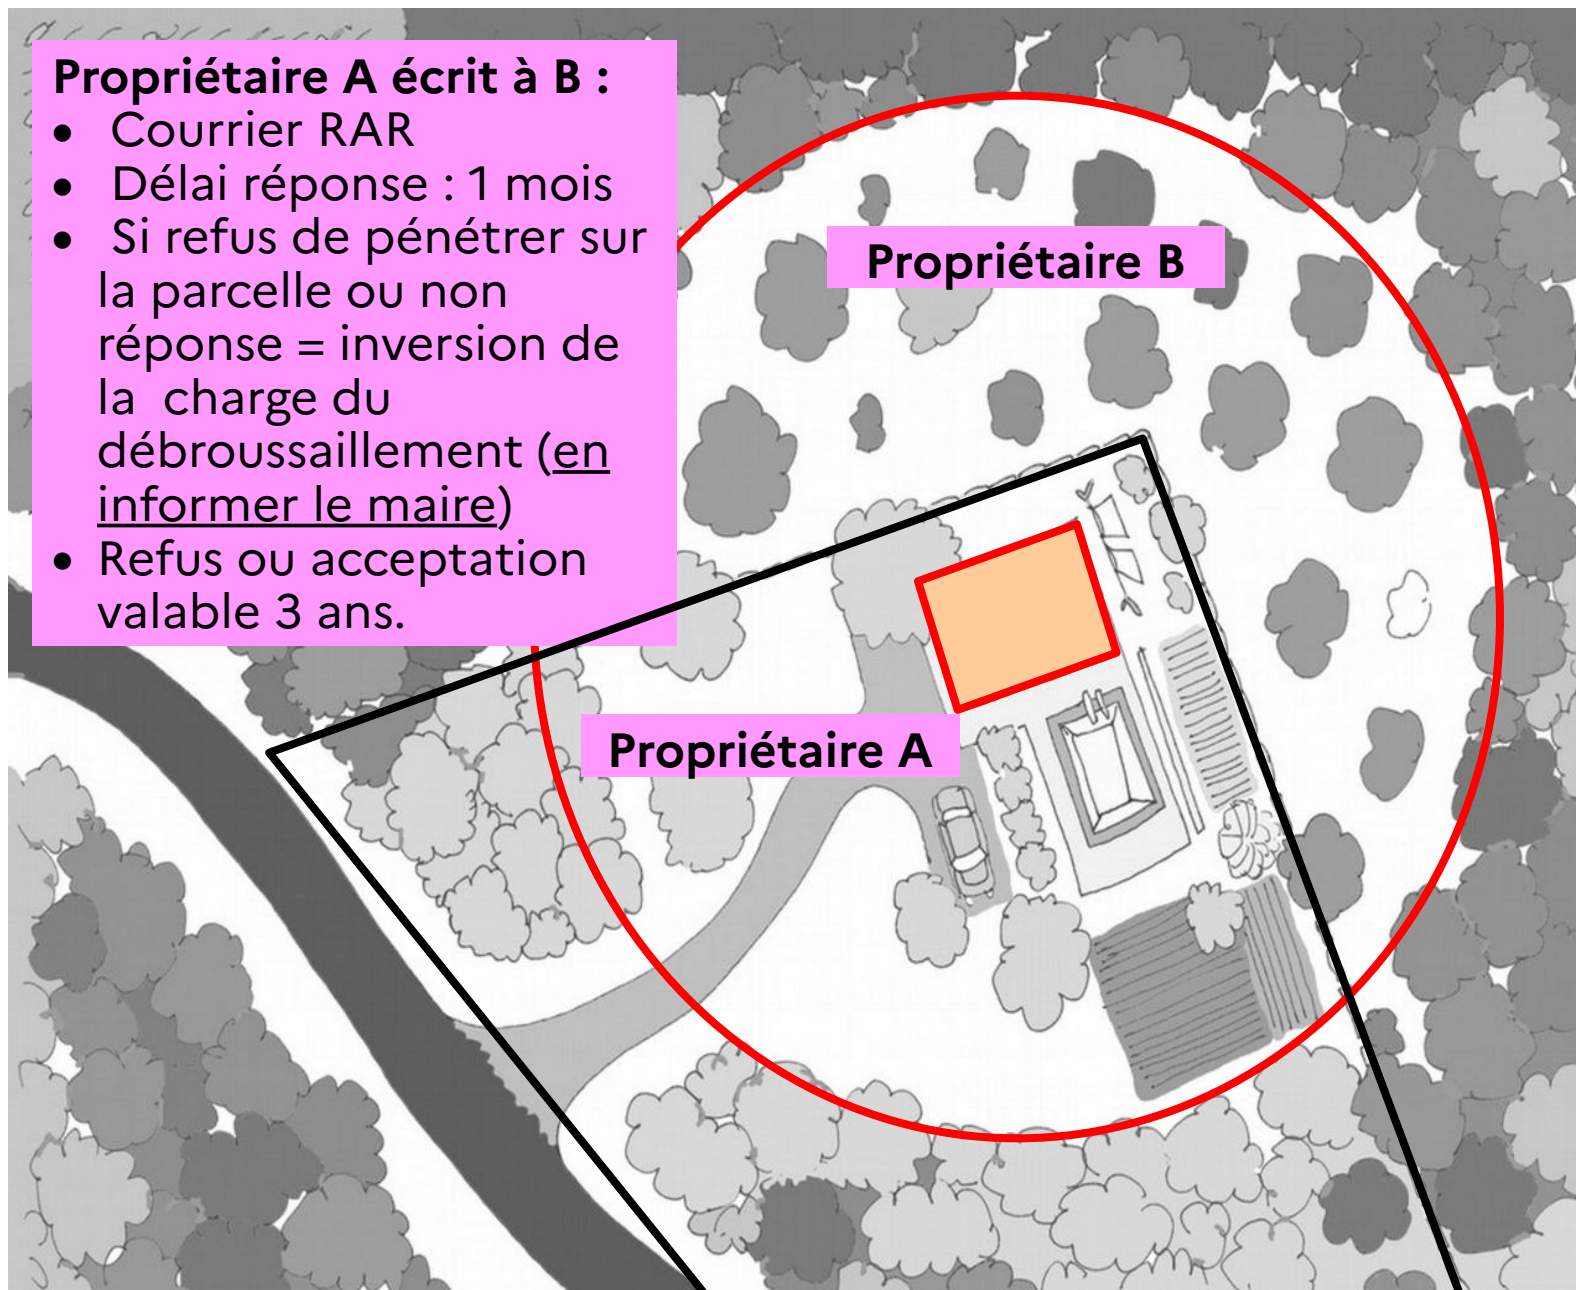 Propriétaire A écrit à B :
• Courrier RAR
• Délai réponse : 1 mois
• Si refus de pénétrer sur
la parcelle ou non
réponse = inversion de
la charge du
débroussaillement (en
informer le maire)
• Refus ou acceptation
valable 3 ans.
Propriétaire B
Propriétaire A